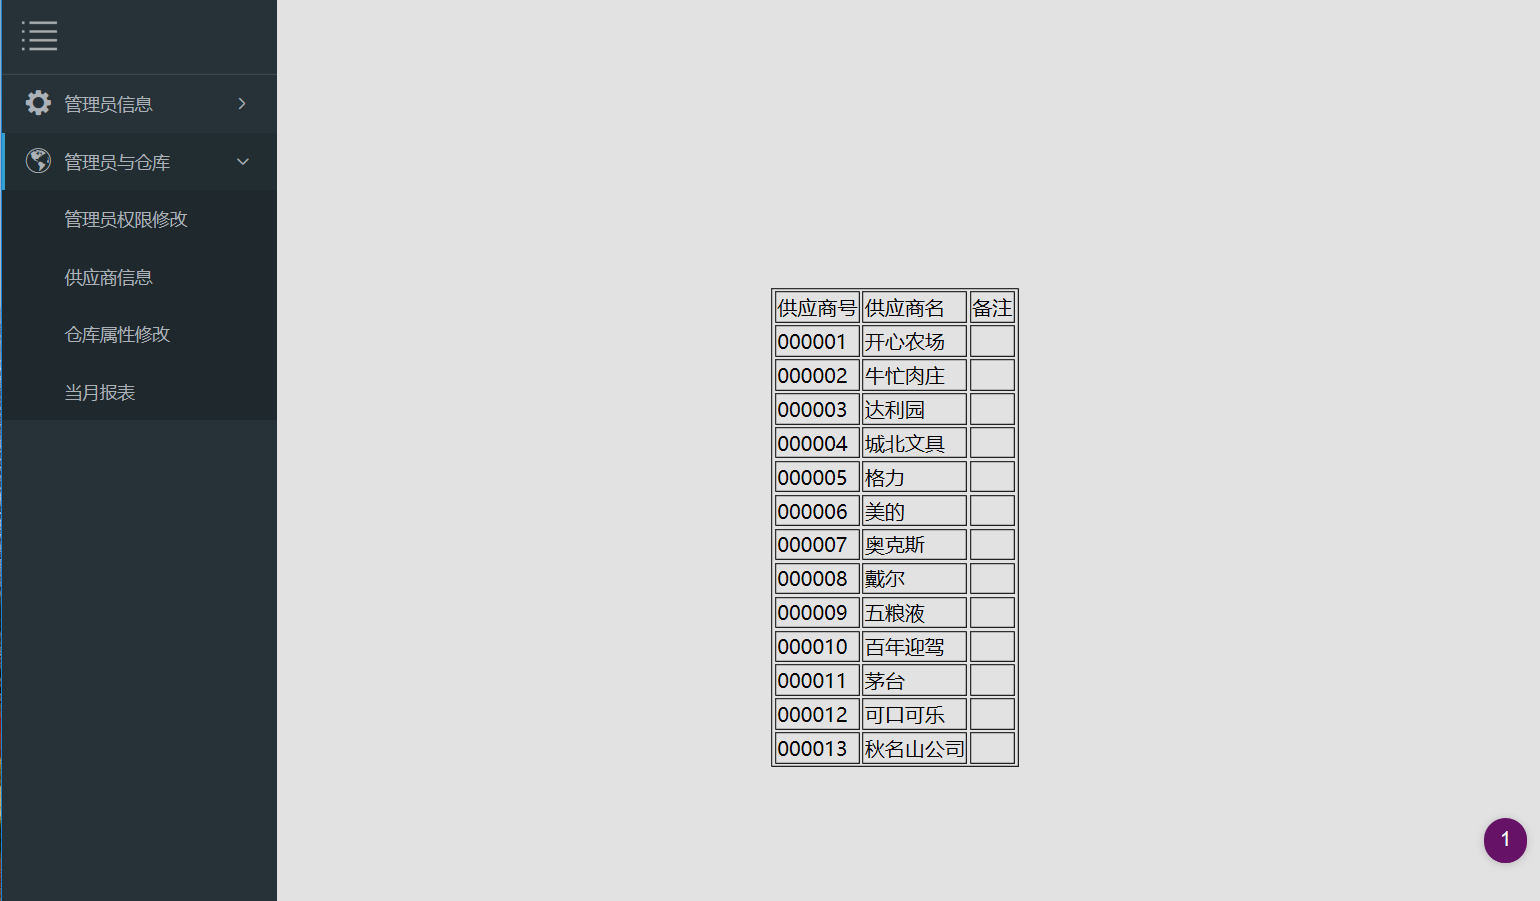 管理员信息
管理员与仓库
管理员权限修改
供应商信息
仓库属性修改
当月报表
供应商号 供应商名 备注
000001 开心农场
000002 牛忙肉庄
000003 达利园
000004 城北文具
000005 格力
000006 美的
000007 奥克斯
000008 戴尔
000009 五粮液
000010 百年迎驾
000011 茅台
000012 可口可乐
000013 秋名山公司
1